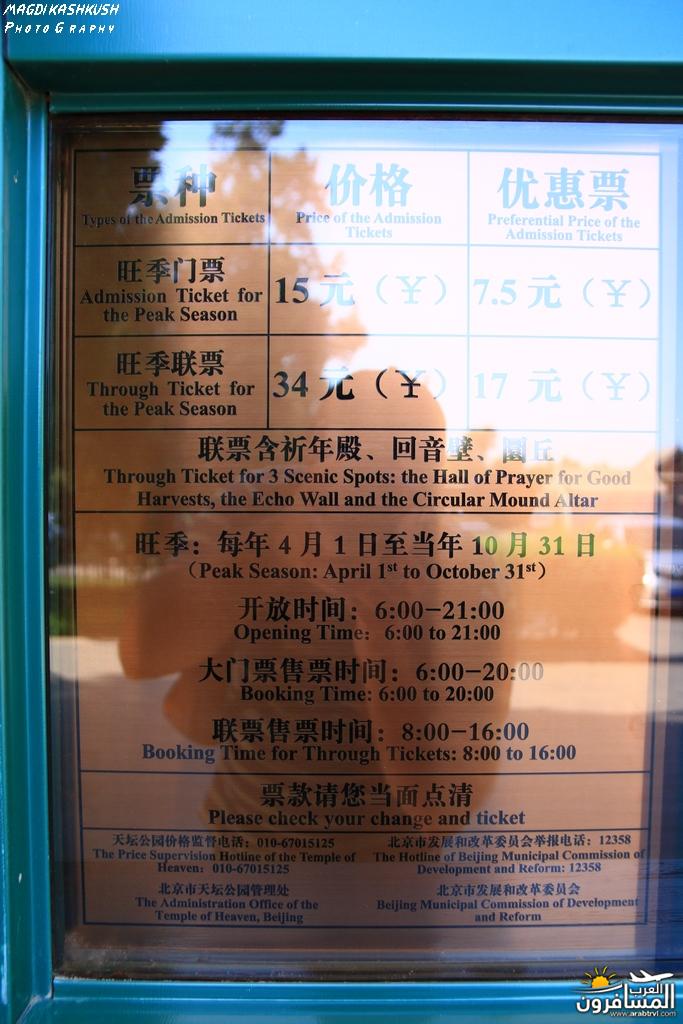 MAGDI KASHKUSH
PHOTOGRAPHY
票种
Types of the Admission Tickets
价格
Price of the Admission
Tickets
优惠票
Preferential Price of the
Admission Tickets
旺季门票
Admission Ticket for
the Peak Season
15 元（￥）
7.5 元（￥）
旺季联票
Through Ticket for
the Peak Season
34 元（￥）
17 元（￥）
联票含祈年殿、回音壁、圜丘
Through Ticket for 3 Scenic Spots: the Hall of Prayer for Good
Harvests, the Echo Wall and the Circular Mound Altar
旺季：每年 4 月 1 日至当年 10 月 31 日
（Peak Season: April 1st to October 31st）
开放时间：6:00-21:00
Opening Time: 6:00 to 21:00
大门票售票时间：6:00-20:00
Booking Time: 6:00 to 20:00
联票售票时间：8:00-16:00
Booking Time for Through Tickets: 8:00 to 16:00
票款请您当面点清
Please check your change and ticket
天坛公园价格监督电话：010-67015125
The Price Supervision Hotline of the Temple of
Heaven: 010-67015125
北京市发展和改革委员会举报电话：12358
The Hotline of Beijing Municipal Commission of
Development and Reform: 12358
北京市天坛公园管理处
The Administration Office of the
Temple of Heaven, Beijing
北京市发展和改革委员会
Beijing Municipal Commission of Development
and Reform
العرب
المسافرون
www.arabtrvl.com